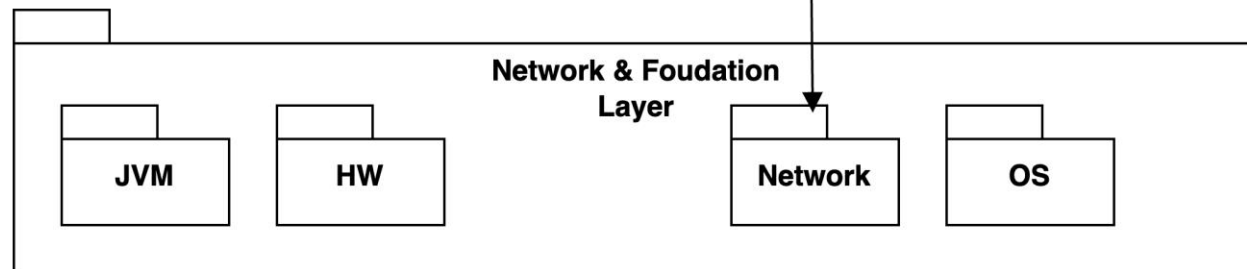 Network & Foudation
Layer
JVM
HW
Network
OS